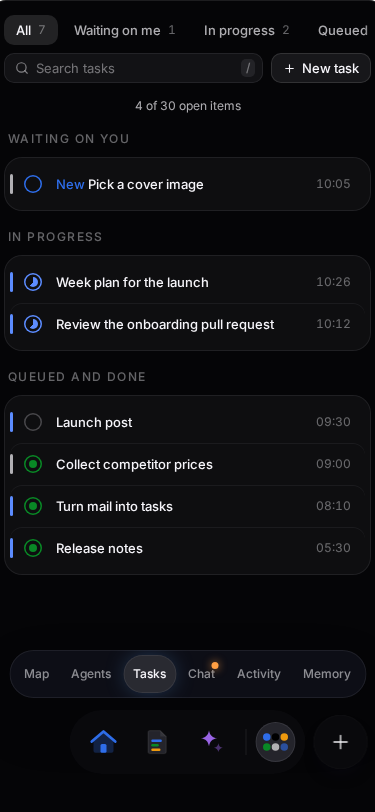 All 7 Waiting on me 1 In progress 2 Queued
Search tasks / + New task
4 of 30 open items
WAITING ON YOU
New Pick a cover image 10:05
IN PROGRESS
Week plan for the launch 10:26
Review the onboarding pull request 10:12
QUEUED AND DONE
Launch post 09:30
Collect competitor prices 09:00
Turn mail into tasks 08:10
Release notes 05:30
Map Agents Tasks Chat Activity Memory